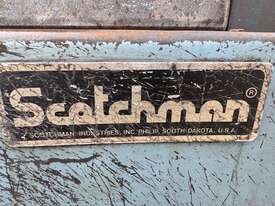 Scotchman ®
SCOTCHMAN INDUSTRIES, INC. PHILIP, SOUTH DAKOTA, U.S.A.